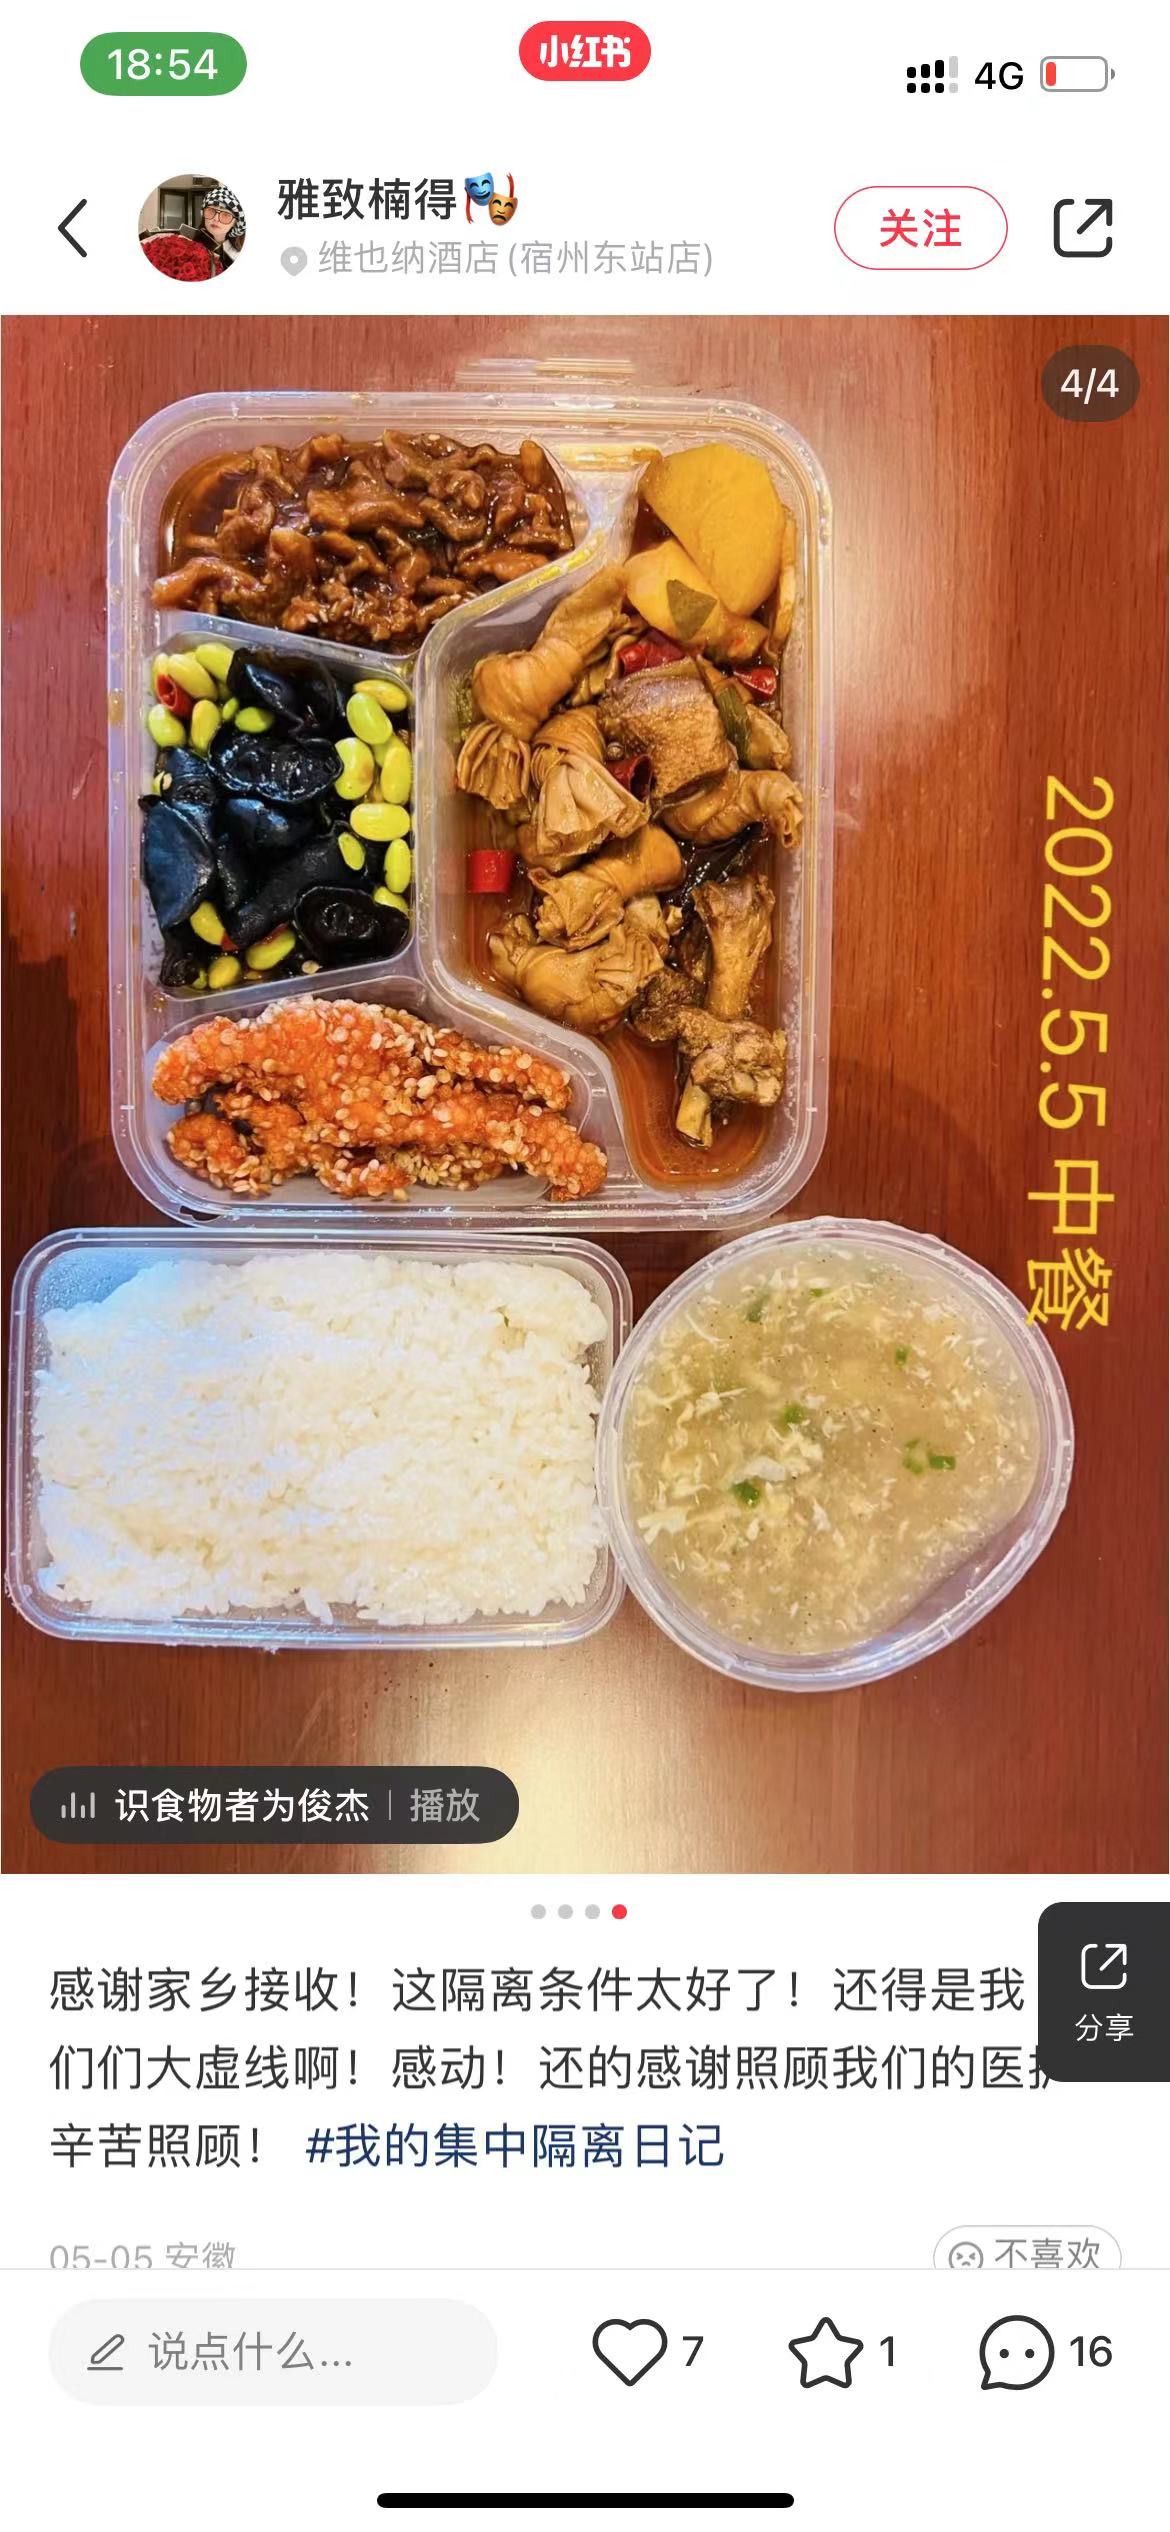 18:54
小红书
4G
雅致楠得
维也纳酒店(宿州东站店)
关注
4/4
2022.5.5 中餐
识食物者为俊杰
播放
感谢家乡接收！这隔离条件太好了！还得是我
们们大虚线啊！感动！还的感谢照顾我们的医
辛苦照顾！ #我的集中隔离日记
分享
05-05 安徽
不喜欢
说点什么...
7
1
16